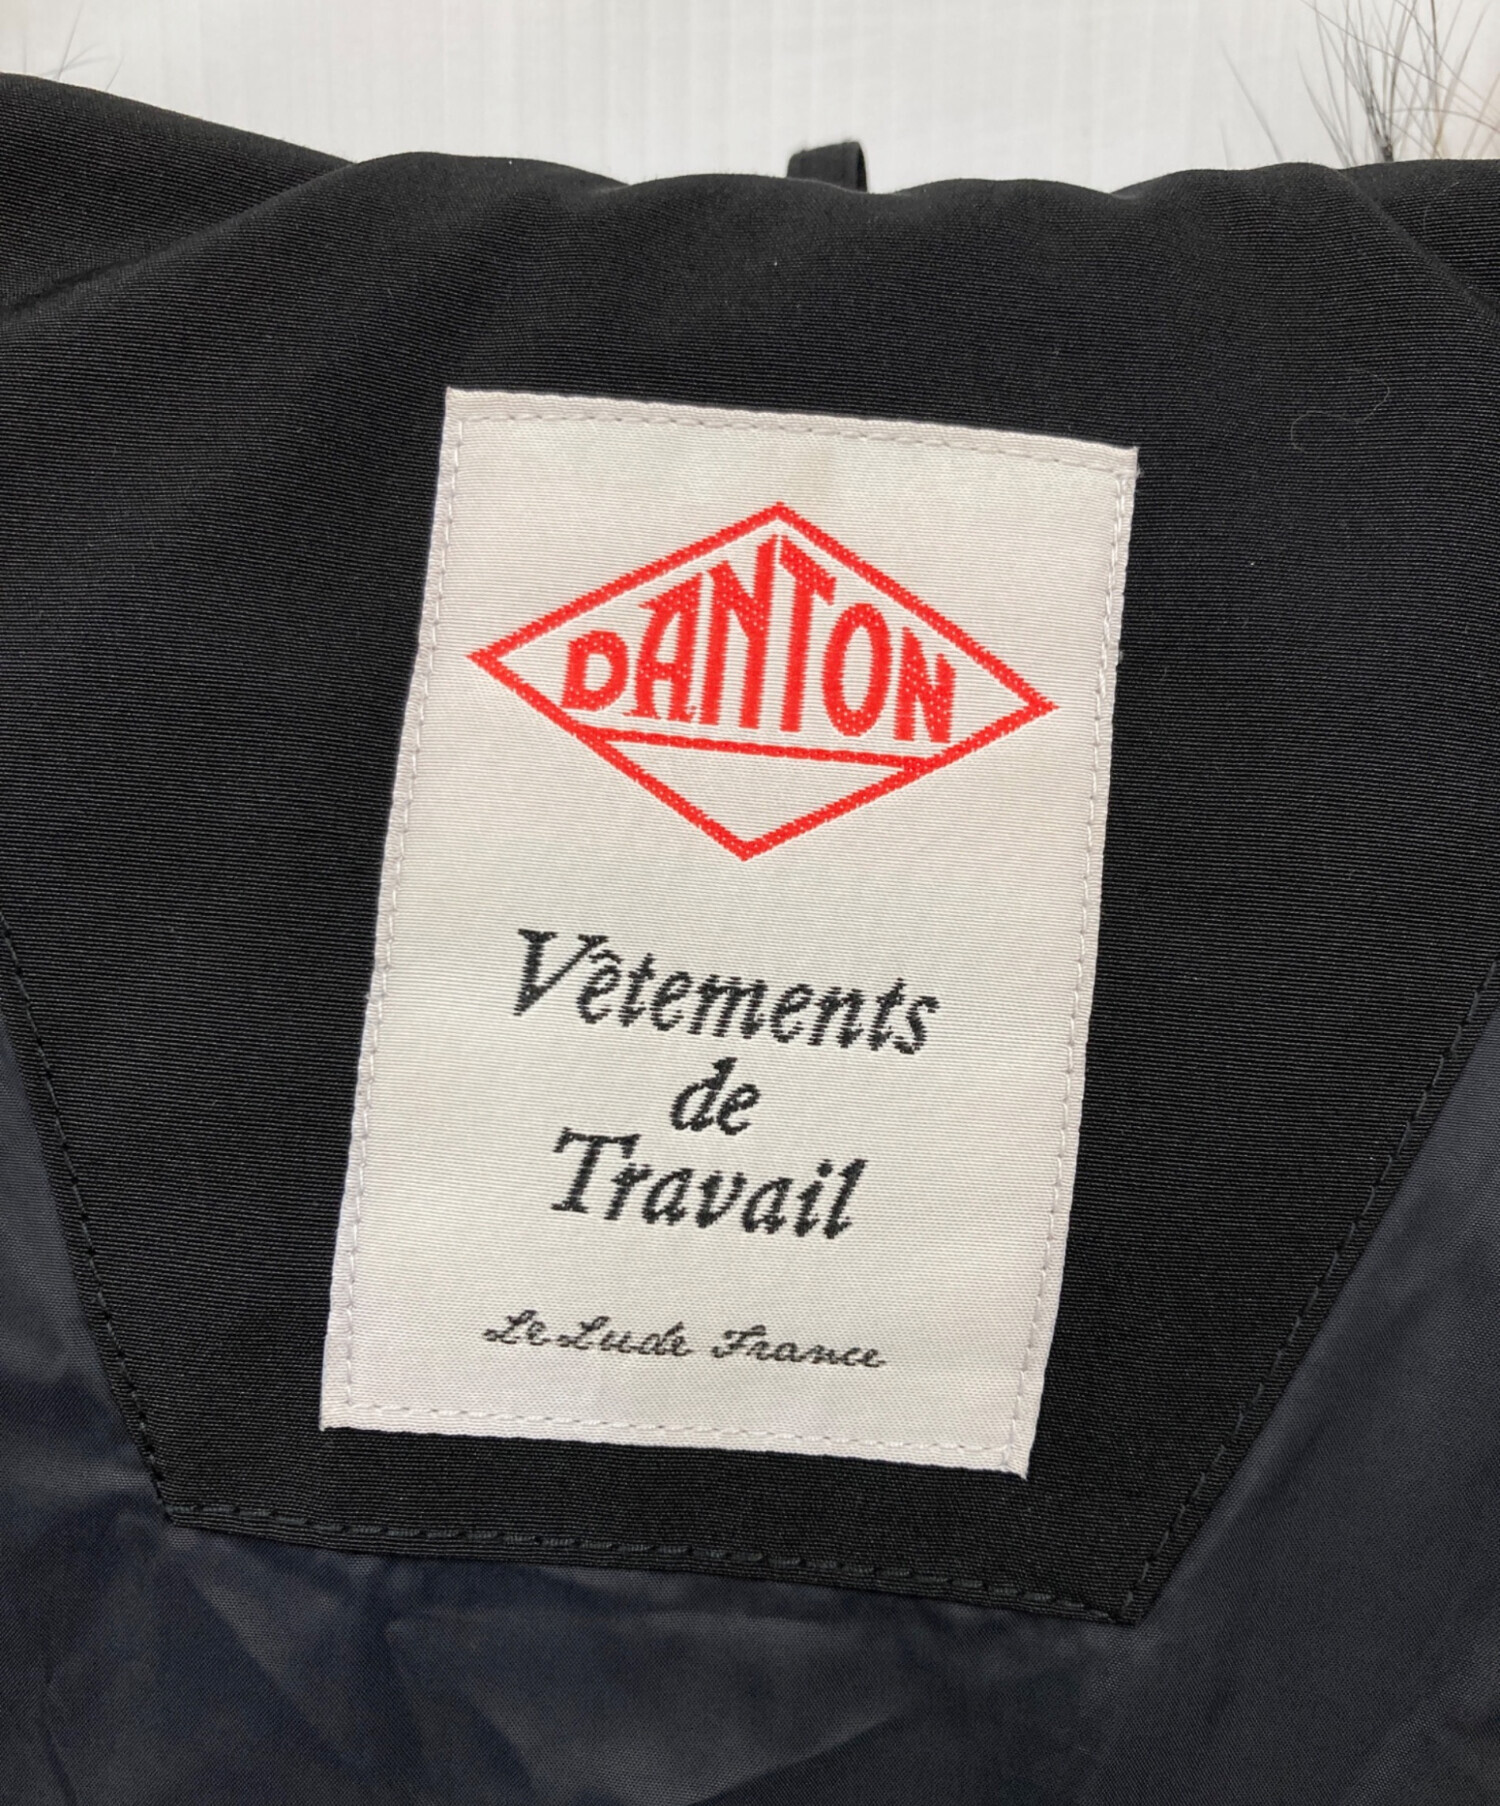 DANTON
Vêtements
de
Travail
Le Lude France